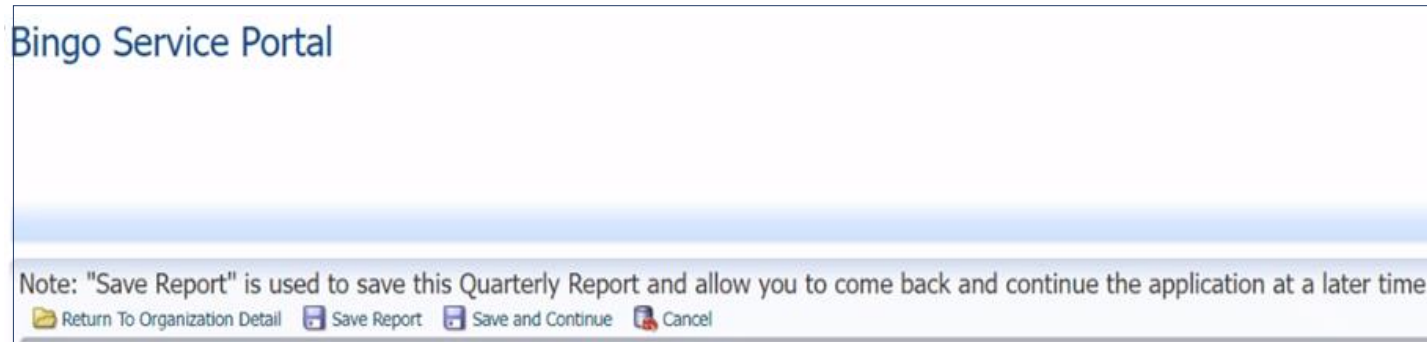 Bingo Service Portal
Note: "Save Report" is used to save this Quarterly Report and allow you to come back and continue the application at a later time
Return To Organization Detail Save Report Save and Continue Cancel